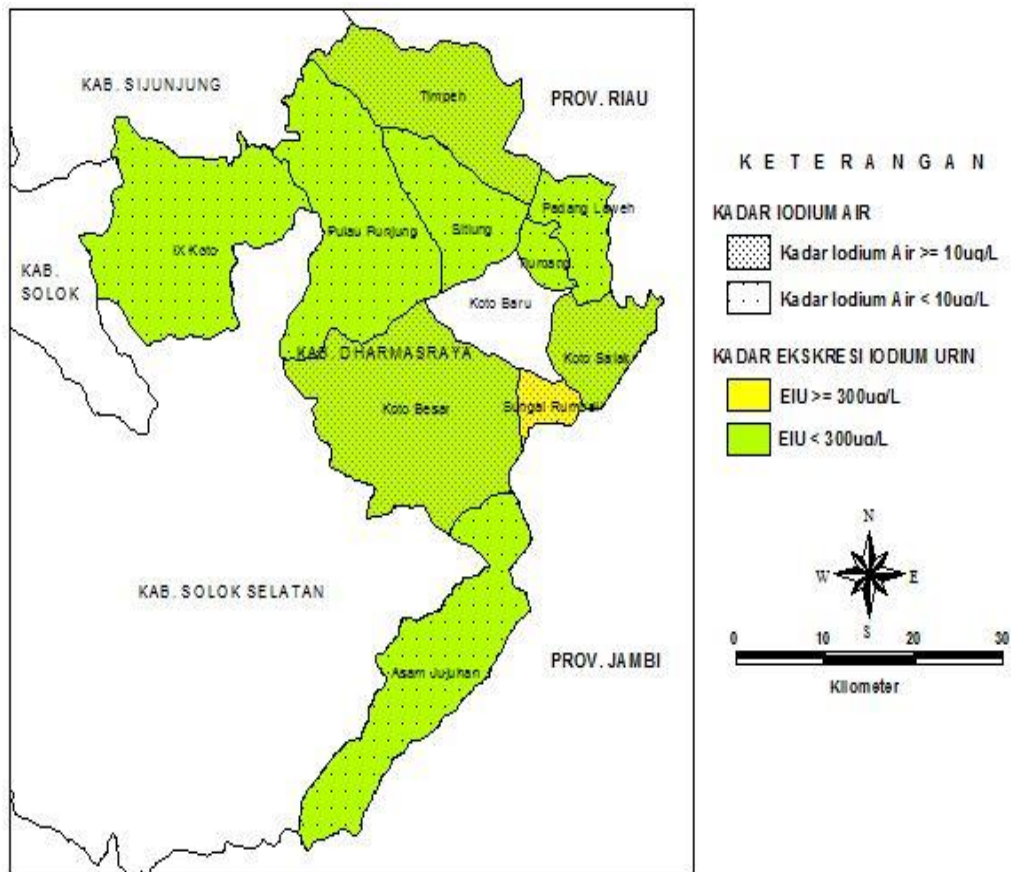 KAB. SIJUNJUNG
Timpeh
PROV. RIAU
Padang Laweh
Pulau Punjung
Sitiung
IX Koto
Tiumang
KAB.
SOLOK
Koto Baru
KAB. DHARMASRAYA
Koto Salak
Koto Besar
Sungai Rumbai
KAB. SOLOK SELATAN
PROV. JAMBI
Asam Jujuhan
K E T E R A N G A N
KADAR IODIUM AIR
Kadar Iodium Air >= 10ug/L
Kadar Iodium Air < 10ug/L
KADAR EKSKRESI IODIUM URIN
EIU >= 300ug/L
EIU < 300ug/L
N
W E
S
0 10 20 30
Kilometer